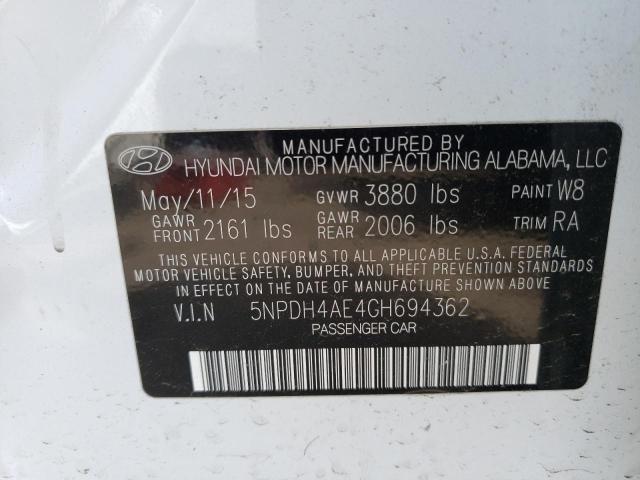 MANUFACTURED BY
HYUNDAI MOTOR MANUFACTURING ALABAMA, LLC
May/11/15 GVWR 3880 lbs PAINT W8
GAWR FRONT 2161 lbs GAWR REAR 2006 lbs TRIM RA
THIS VEHICLE CONFORMS TO ALL APPLICABLE U.S.A. FEDERAL
MOTOR VEHICLE SAFETY, BUMPER, AND THEFT PREVENTION
STANDARDS IN EFFECT ON THE DATE OF MANUFACTURE SHOWN ABOVE
V.I.N 5NPDH4AE4GH694362
PASSENGER CAR